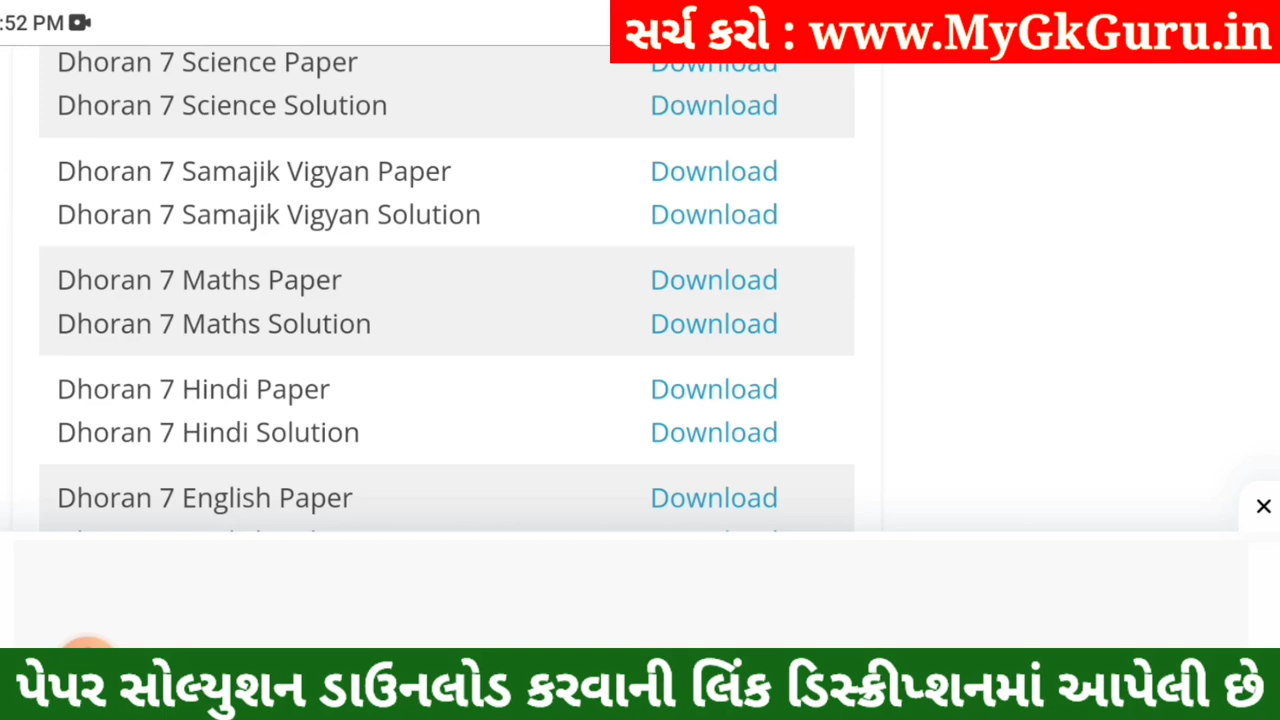 :52 PM
સર્ચ કરો : www.MyGkGuru.in
Dhoran 7 Science Paper Download
Dhoran 7 Science Solution Download
Dhoran 7 Samajik Vigyan Paper Download
Dhoran 7 Samajik Vigyan Solution Download
Dhoran 7 Maths Paper Download
Dhoran 7 Maths Solution Download
Dhoran 7 Hindi Paper Download
Dhoran 7 Hindi Solution Download
Dhoran 7 English Paper Download
પેપર સોલ્યુશન ડાઉનલોડ કરવાની લિંક ડિસ્ક્રીપ્શનમાં આપેલી છે